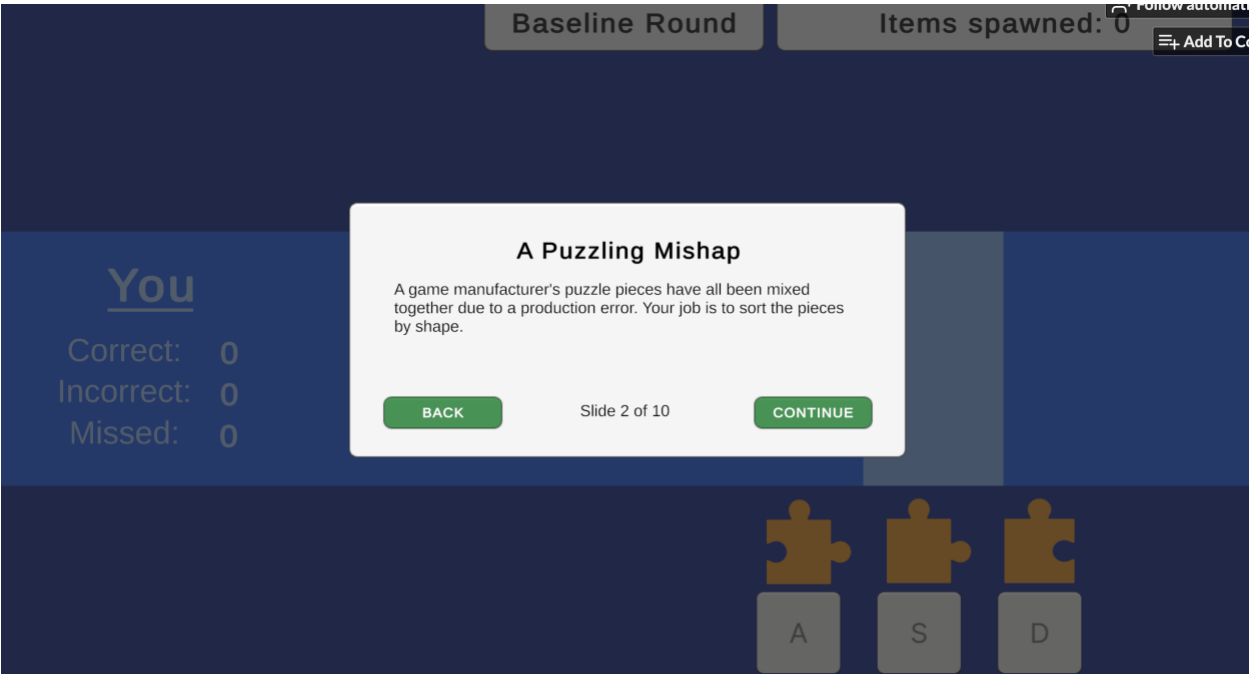 Follow automati
Baseline Round
Items spawned: 0
Add To Co
A Puzzling Mishap
A game manufacturer's puzzle pieces have all been mixed
together due to a production error. Your job is to sort the pieces
by shape.
BACK
Slide 2 of 10
CONTINUE
You
Correct: 0
Incorrect: 0
Missed: 0
A S D